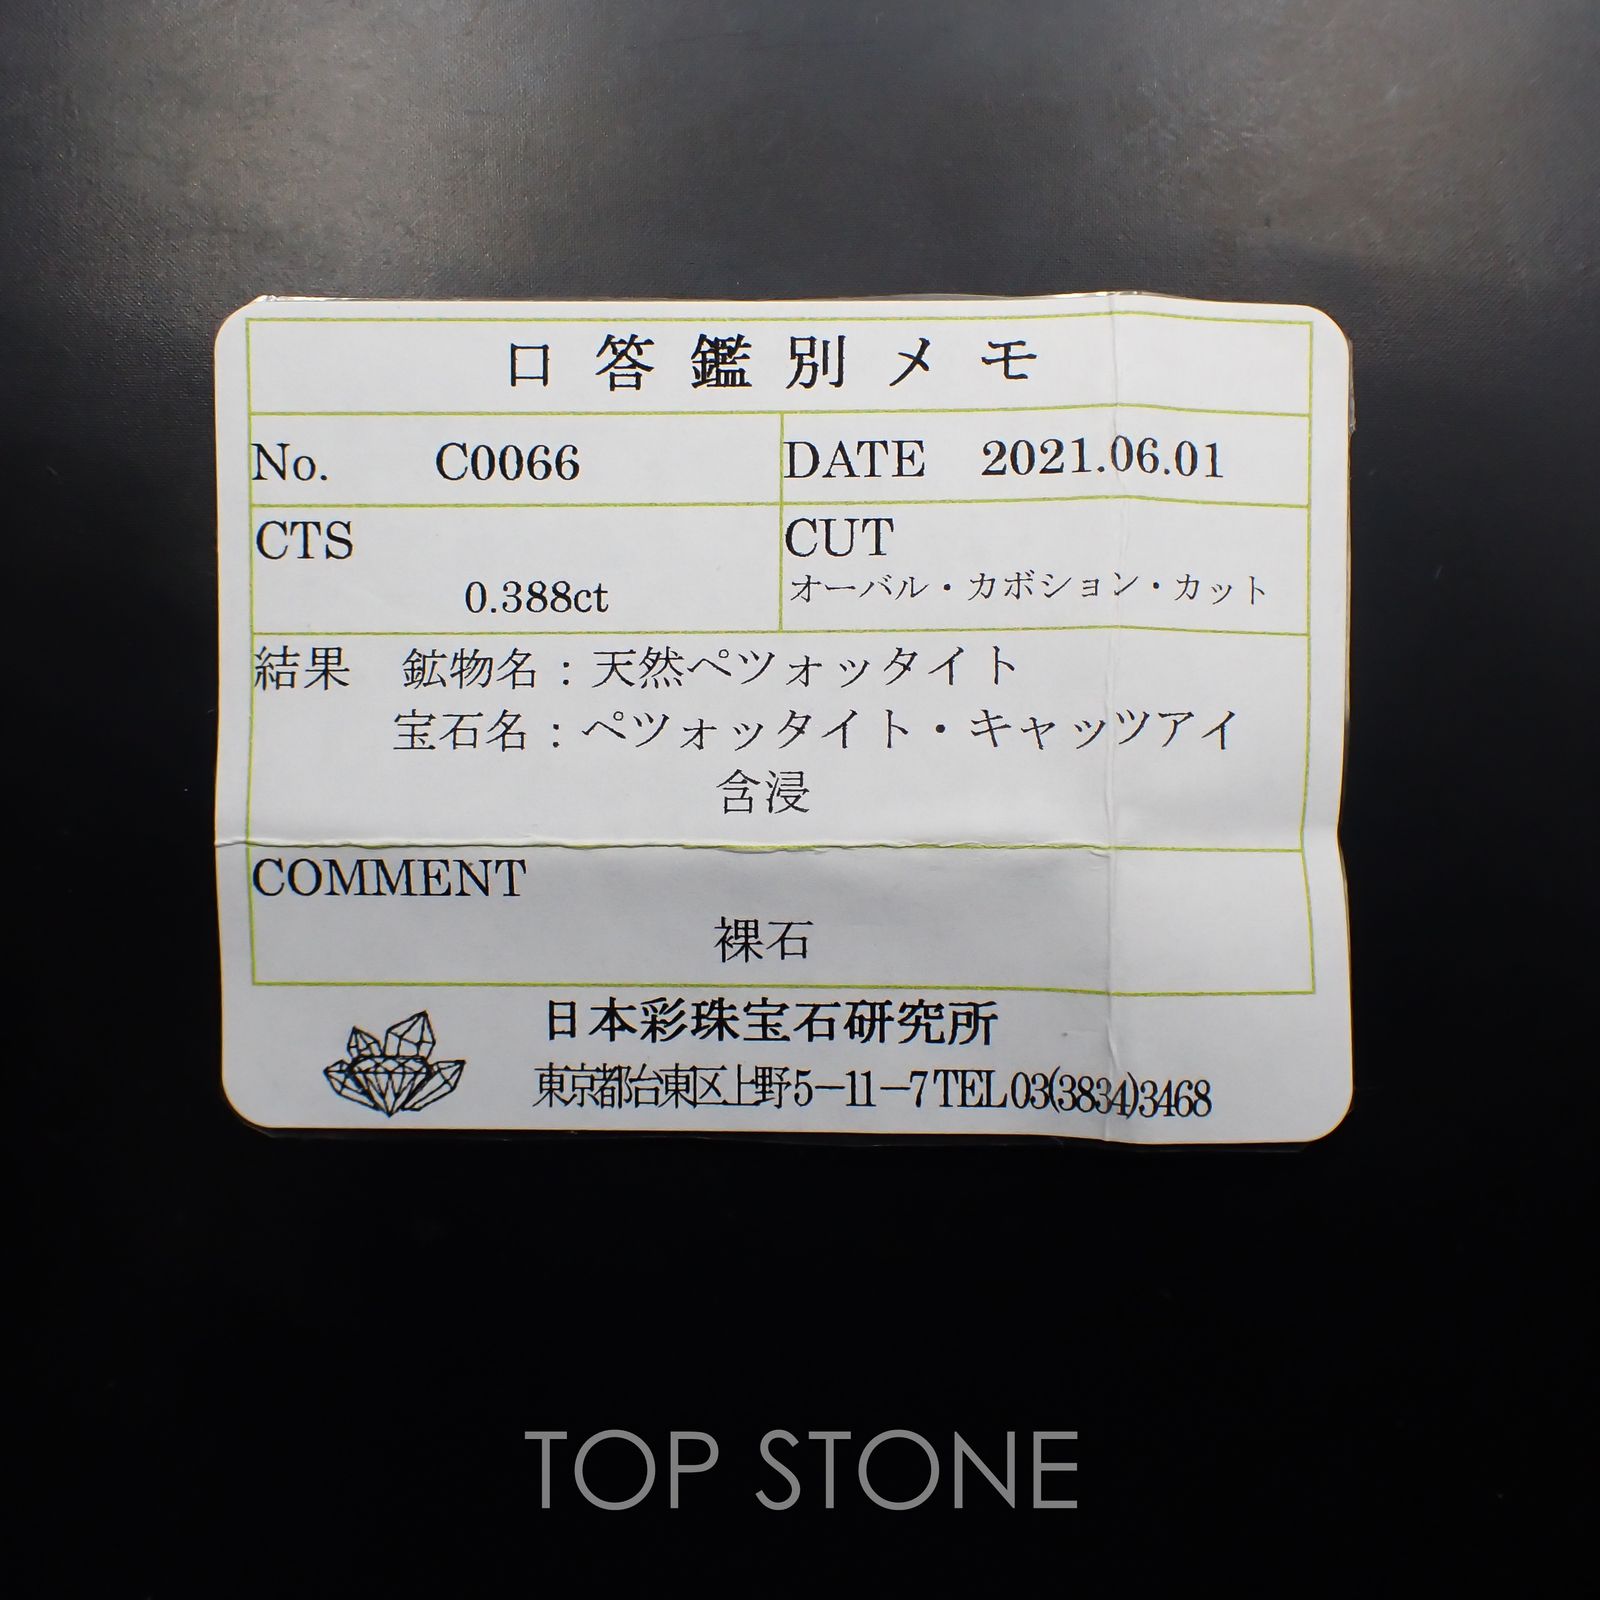 口答鑑別メモ
No. C0066
DATE 2021.06.01
CTS
0.388ct
CUT
オーバル・カボション・カット
結果 鉱物名：天然ペツォッタイト
宝石名：ペツォッタイト・キャッツアイ
含浸
COMMENT
裸石
日本彩珠宝石研究所
東京都台東区上野5－11－7 TEL 03(3834)3468
TOP STONE